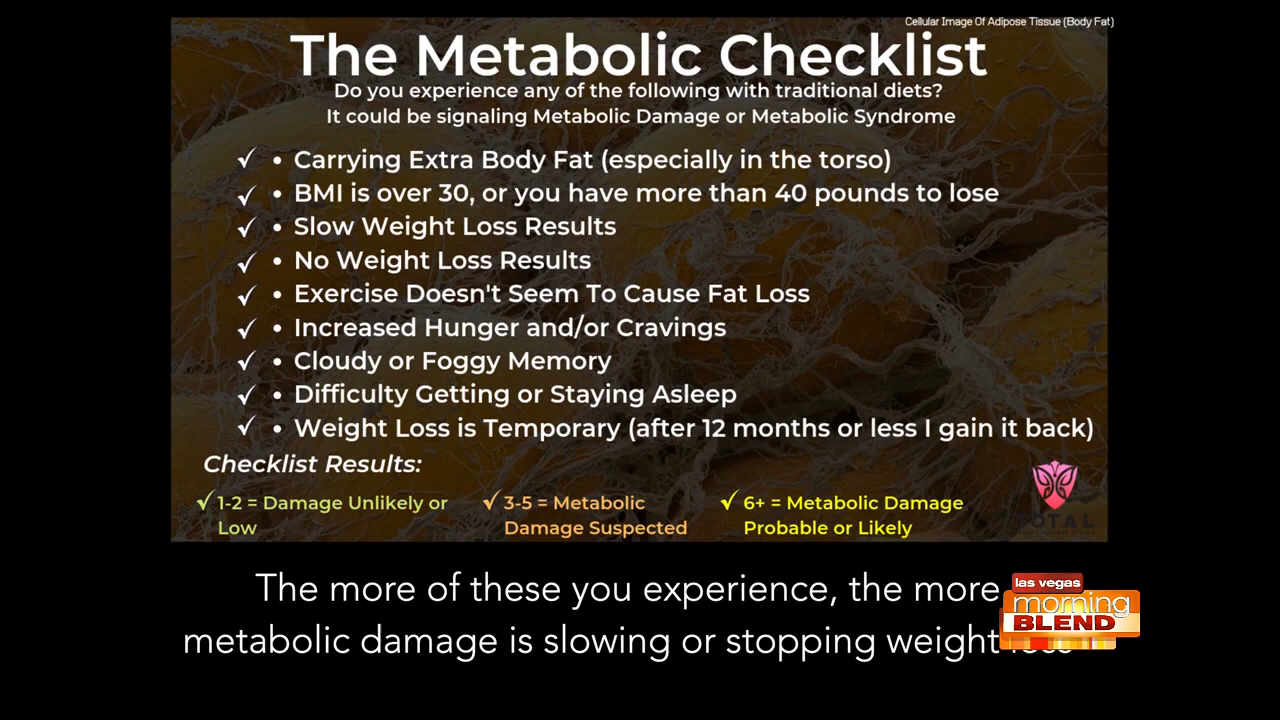 Cellular Image Of Adipose Tissue (Body Fat)
The Metabolic Checklist
Do you experience any of the following with traditional diets?
It could be signaling Metabolic Damage or Metabolic Syndrome
✓ • Carrying Extra Body Fat (especially in the torso)
✓ • BMI is over 30, or you have more than 40 pounds to lose
✓ • Slow Weight Loss Results
✓ • No Weight Loss Results
✓ • Exercise Doesn't Seem To Cause Fat Loss
✓ • Increased Hunger and/or Cravings
✓ • Cloudy or Foggy Memory
✓ • Difficulty Getting or Staying Asleep
✓ • Weight Loss is Temporary (after 12 months or less I gain it back)
Checklist Results:
✓ 1-2 = Damage Unlikely or
Low
✓ 3-5 = Metabolic
Damage Suspected
✓ 6+ = Metabolic Damage
Probable or Likely
TOTAL
The more of these you experience, the more
metabolic damage is slowing or stopping weight
las vegas
morning
BLEND